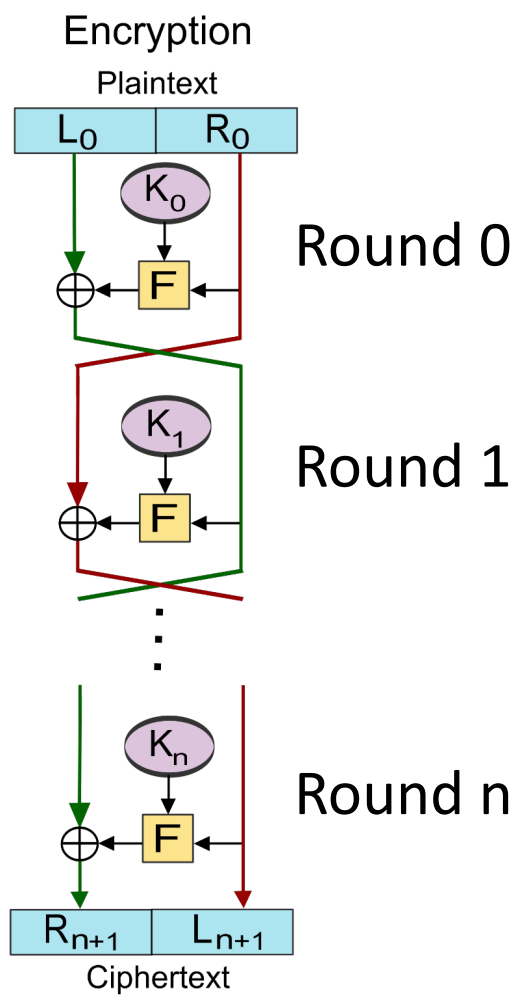 Encryption
Plaintext
L₀ R₀
K₀
Round 0
F
K₁
Round 1
F
Kₙ
Round n
F
Rₙ₊₁ Lₙ₊₁
Ciphertext